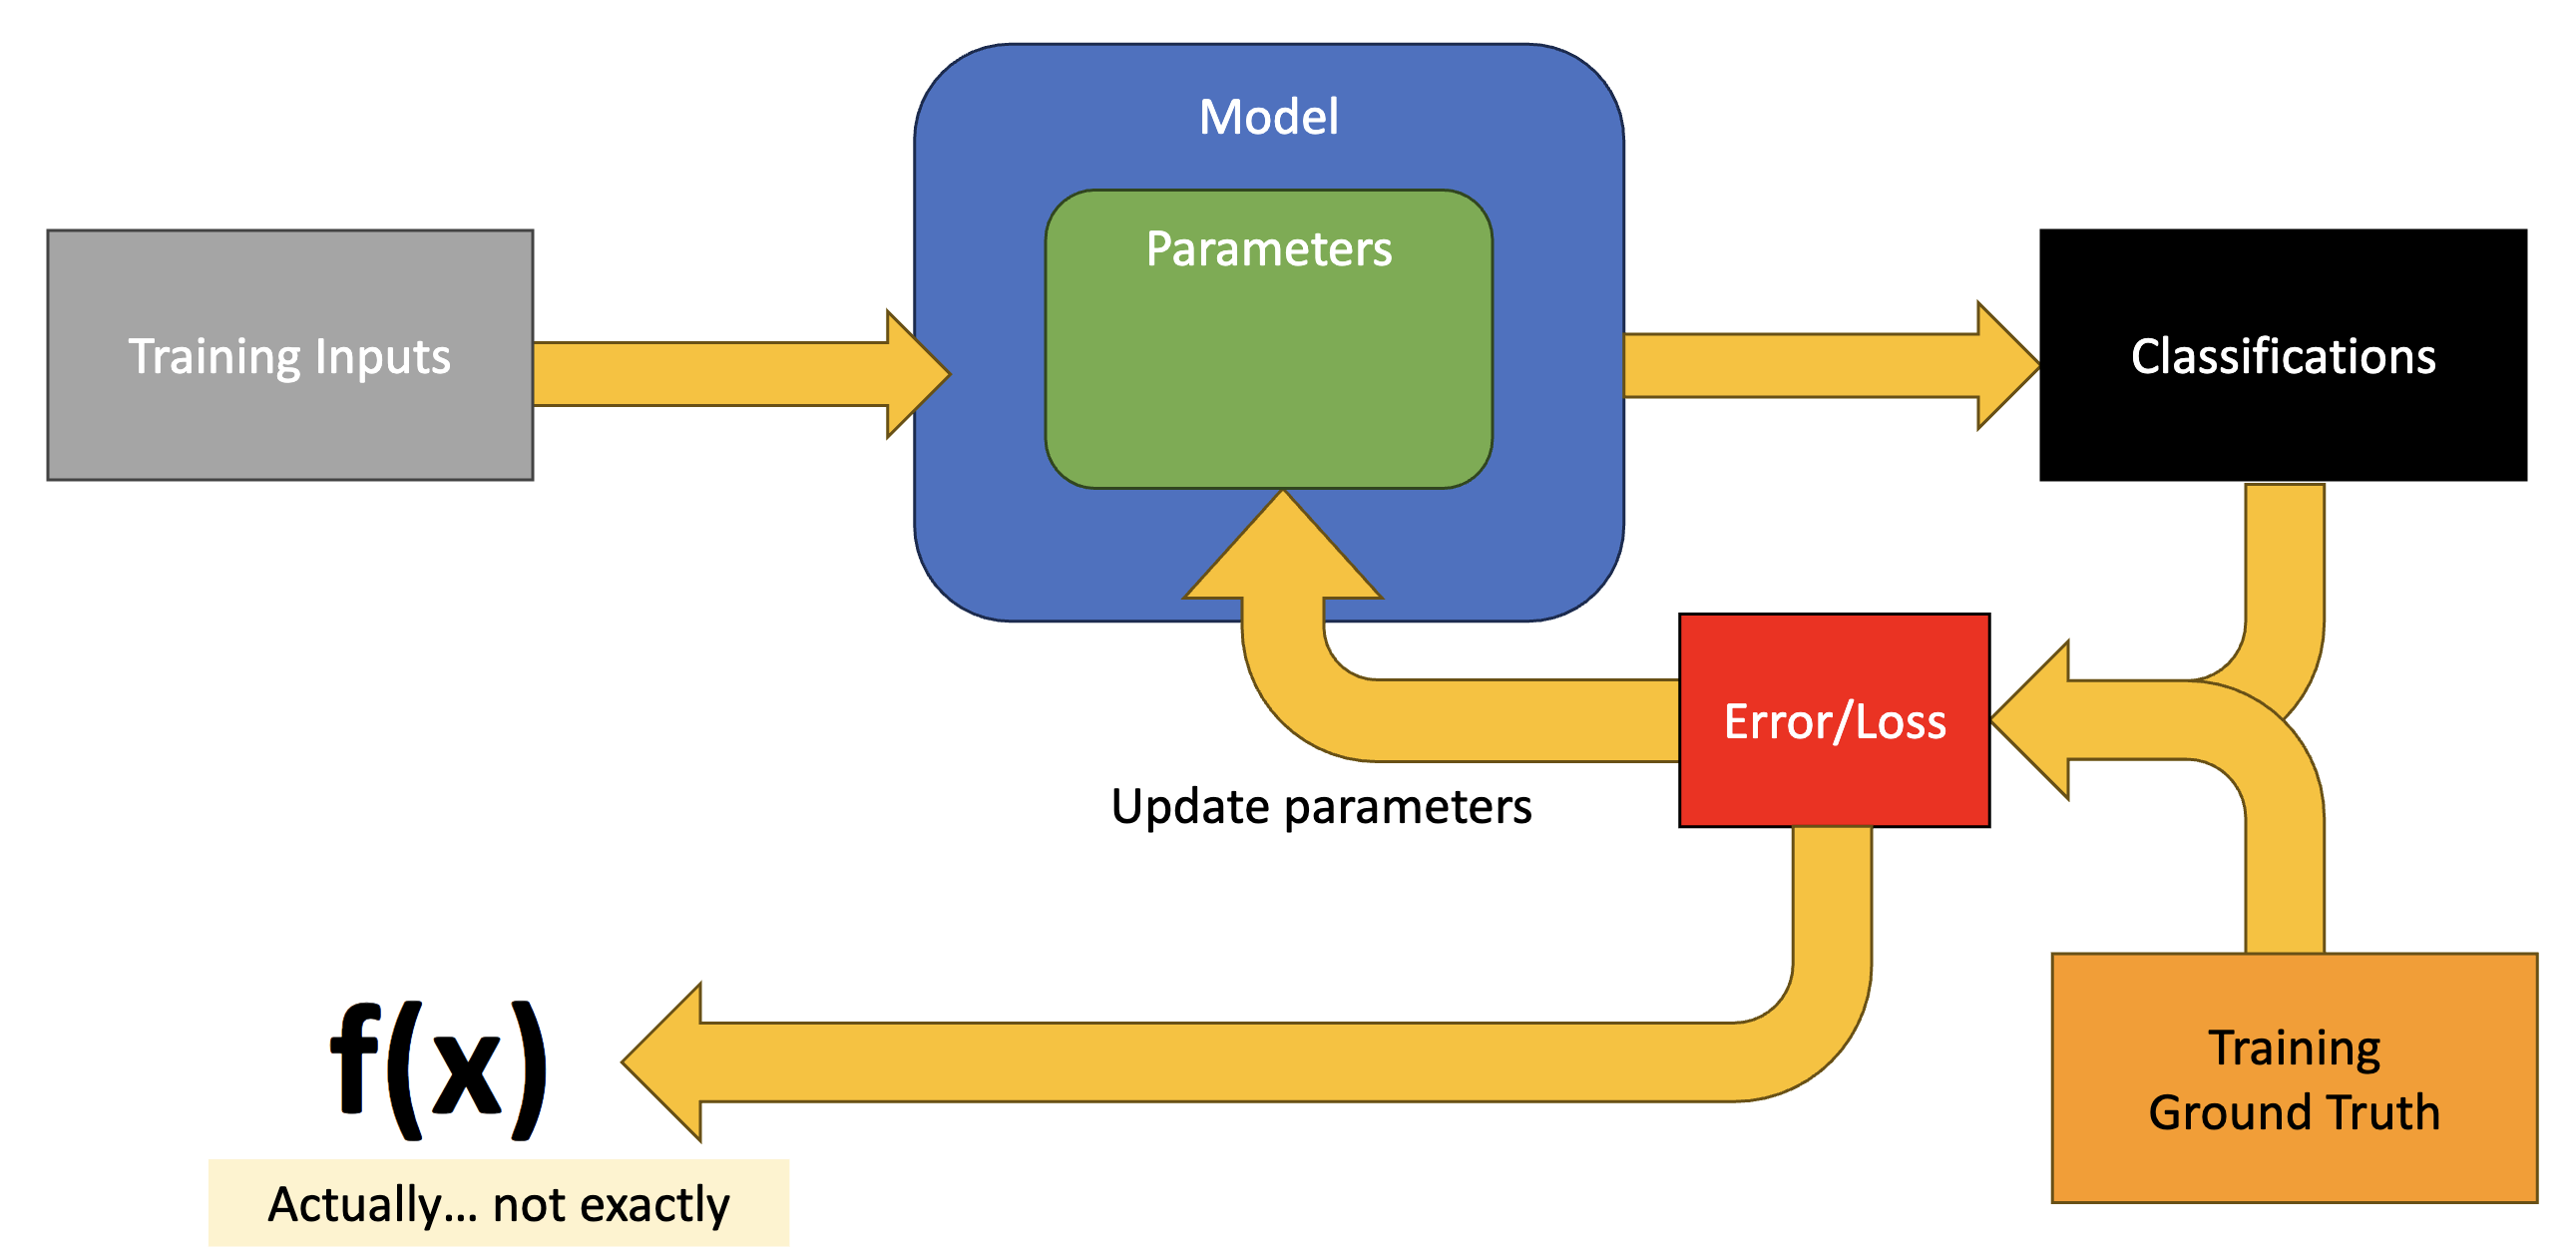 Model
Parameters
Training Inputs
Classifications
Error/Loss
Update parameters
f(x)
Actually... not exactly
Training
Ground Truth